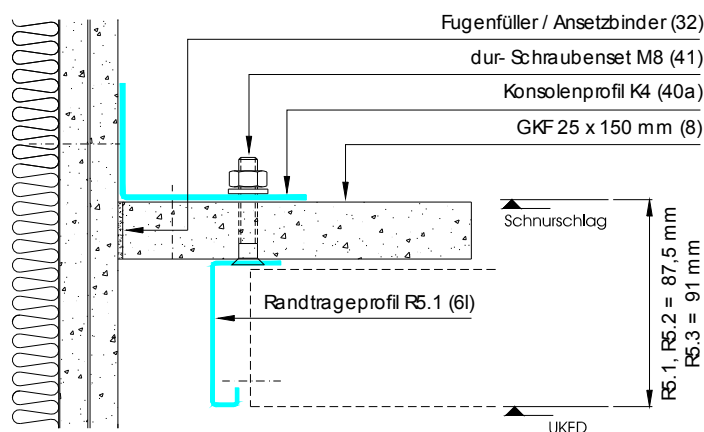 Fugenfüller / Ansetzbinder (32)
dur- Schraubenset M8 (41)
Konsolenprofil K4 (40a)
GKF 25 x 150 mm (8)
Schnurschlag
Randtrageprofil R5.1 (6l)
R5.1, R5.2 = 87,5 mm
R5.3 = 91 mm
UKFD